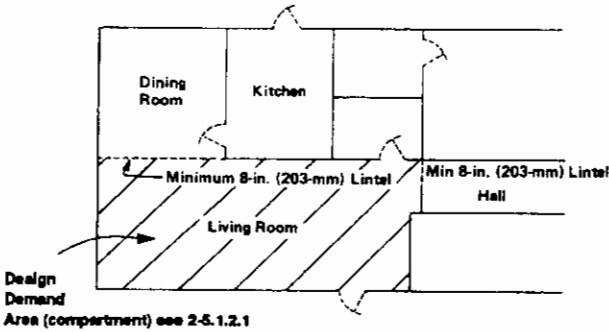 Dining
Room
Kitchen
Minimum 8-in. (203-mm) Lintel
Min 8-in. (203-mm) Lintel
Hall
Living Room
Design
Demand
Area (compartment) see 2-5.1.2.1